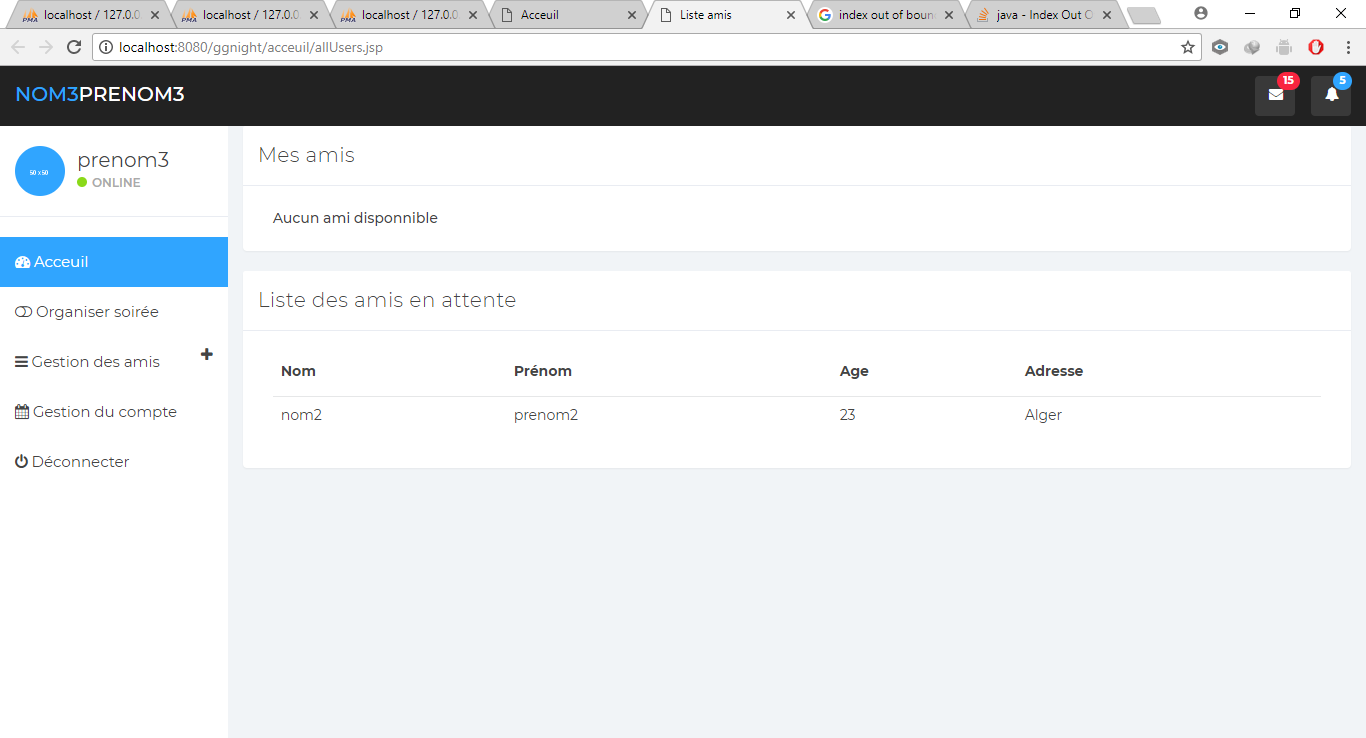 localhost / 127.0.0
localhost / 127.0.0
localhost / 127.0.0
Acceuil
Liste amis
index out of boun
java - Index Out O
localhost:8080/ggnight/acceuil/allUsers.jsp
NOM3PRENOM3
15
5
50 x 50
prenom3
ONLINE
Acceuil
Organiser soirée
Gestion des amis
Gestion du compte
Déconnecter
Mes amis
Aucun ami disponnible
Liste des amis en attente
Nom Prénom Age Adresse
nom2 prenom2 23 Alger